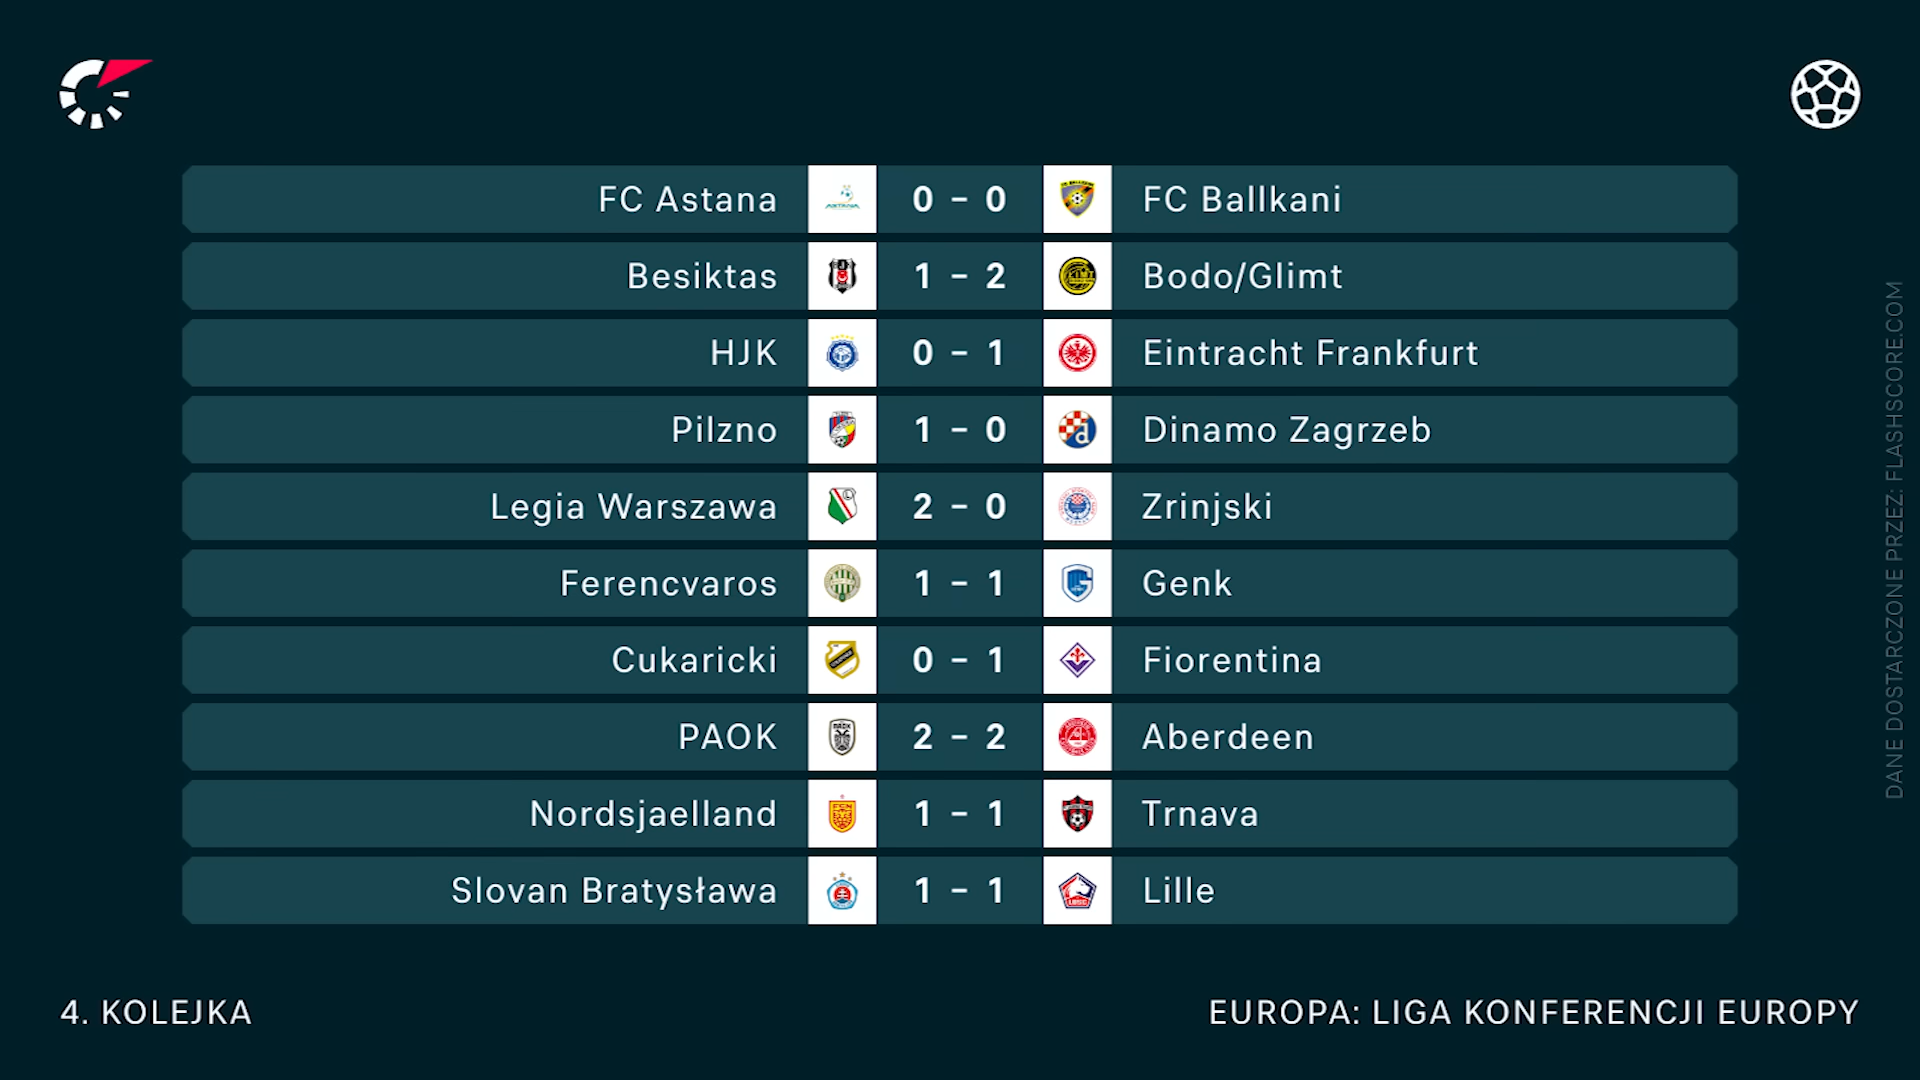 FC Astana 0 - 0 FC Ballkani
Besiktas 1 - 2 Bodo/Glimt
HJK 0 - 1 Eintracht Frankfurt
Pilzno 1 - 0 Dinamo Zagrzeb
Legia Warszawa 2 - 0 Zrinjski
Ferencvaros 1 - 1 Genk
Cukaricki 0 - 1 Fiorentina
PAOK 2 - 2 Aberdeen
Nordsjaelland 1 - 1 Trnava
Slovan Bratysława 1 - 1 Lille
4. KOLEJKA
EUROPA: LIGA KONFERENCJI EUROPY
DANE DOSTARCZONE PRZEZ: FLASHSCORE.COM